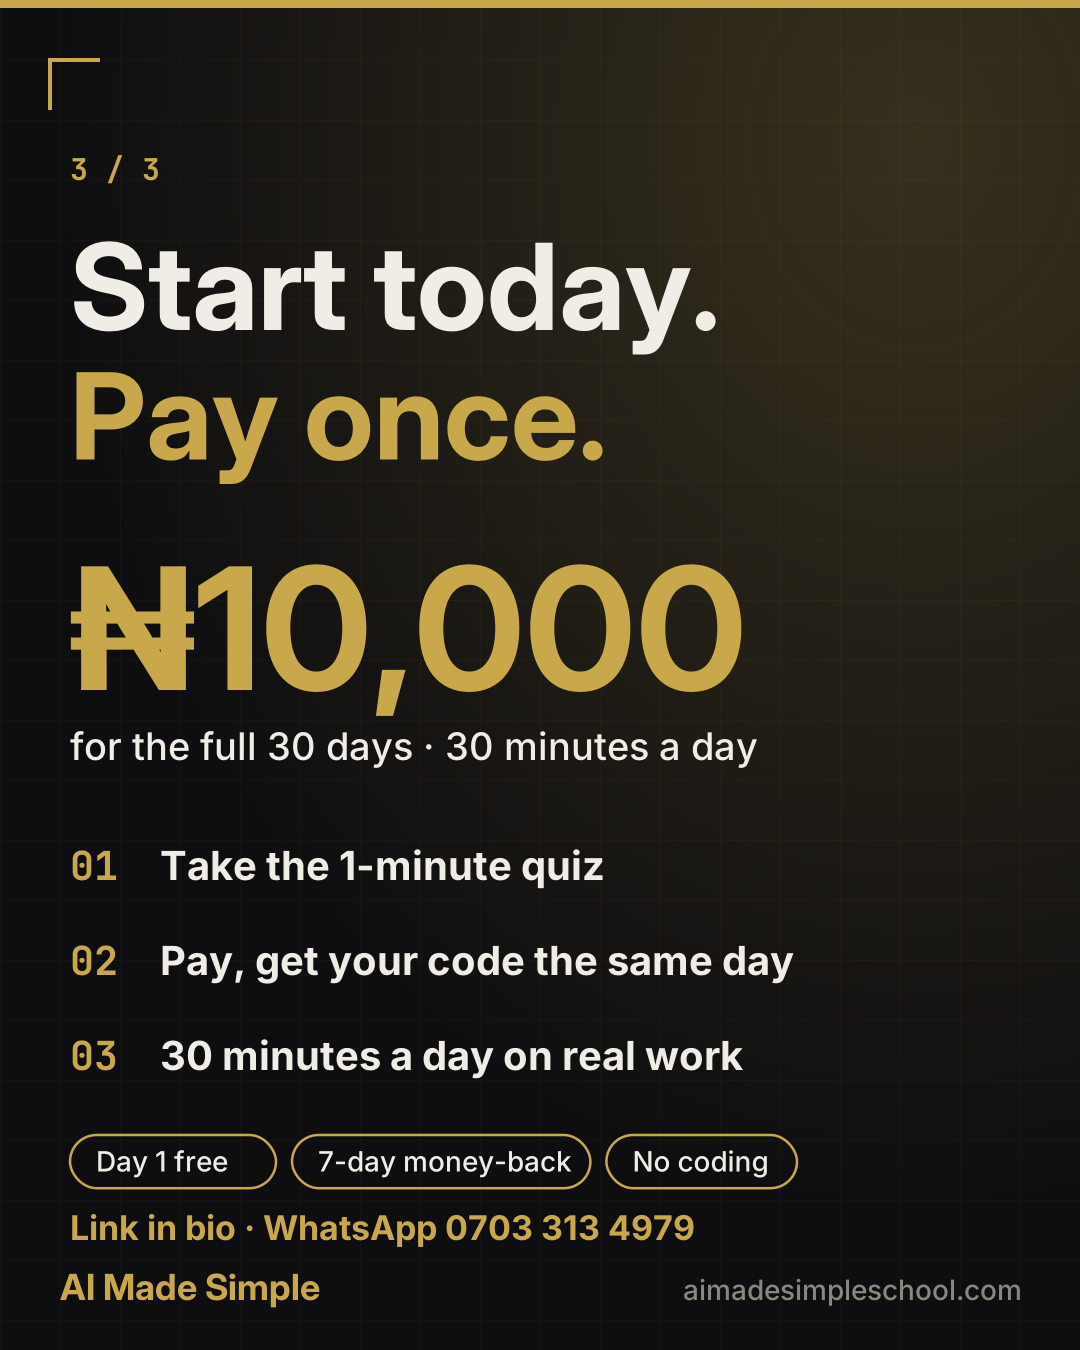 3 / 3
Start today.
Pay once.
₦10,000
for the full 30 days · 30 minutes a day
01 Take the 1-minute quiz
02 Pay, get your code the same day
03 30 minutes a day on real work
Day 1 free 7-day money-back No coding
Link in bio · WhatsApp 0703 313 4979
AI Made Simple aimadesimpleschool.com